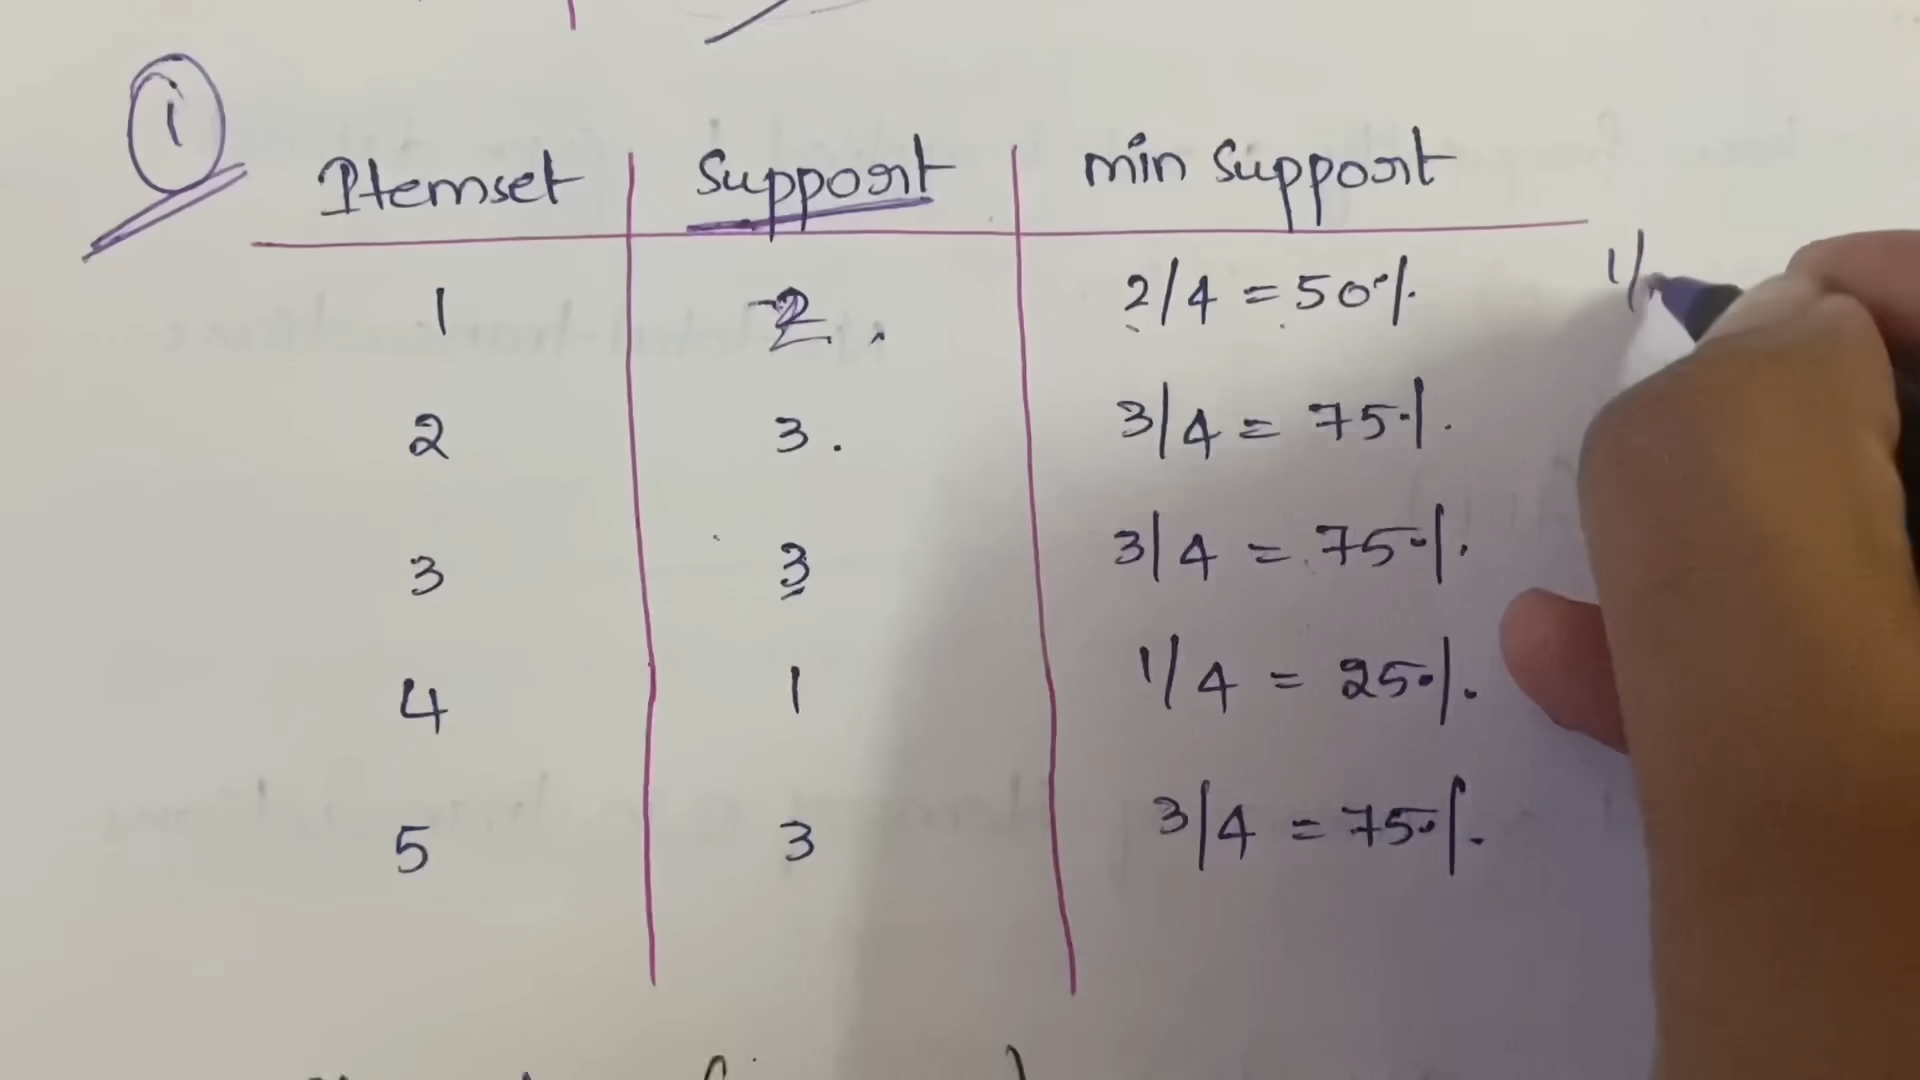 1
Itemset support min support
1 2 2/4 = 50% 1/
2 3 3/4 = 75%
3 3 3/4 = 75%
4 1 1/4 = 25%
5 3 3/4 = 75%